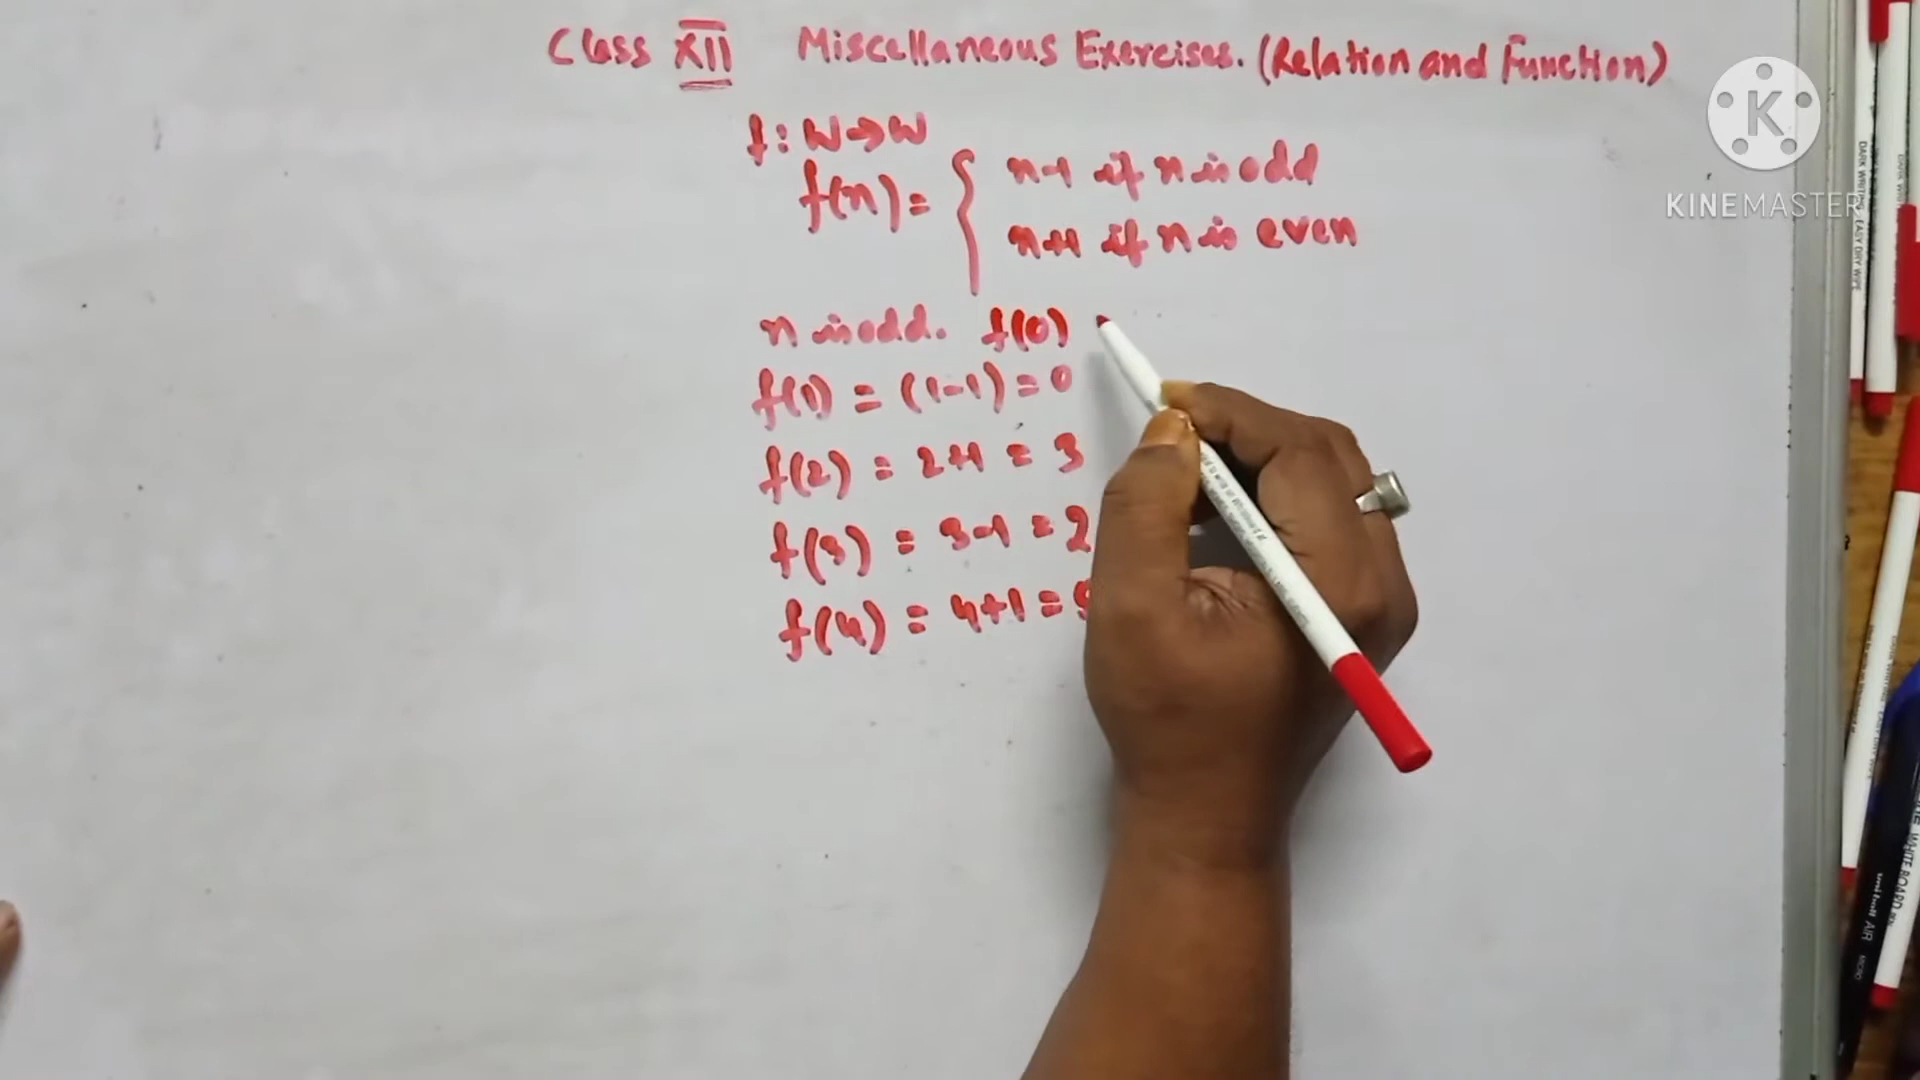 Class XII Miscellaneous Exercises. (Relation and Function)
K
KINEMASTER
f: W→W
f(n) = { n-1 if n is odd
n+1 if n is even
n is odd. f(0)
f(1) = (1-1) = 0
f(2) = 2+1 = 3
f(3) = 3-1 = 2
f(4) = 4+1 = 5